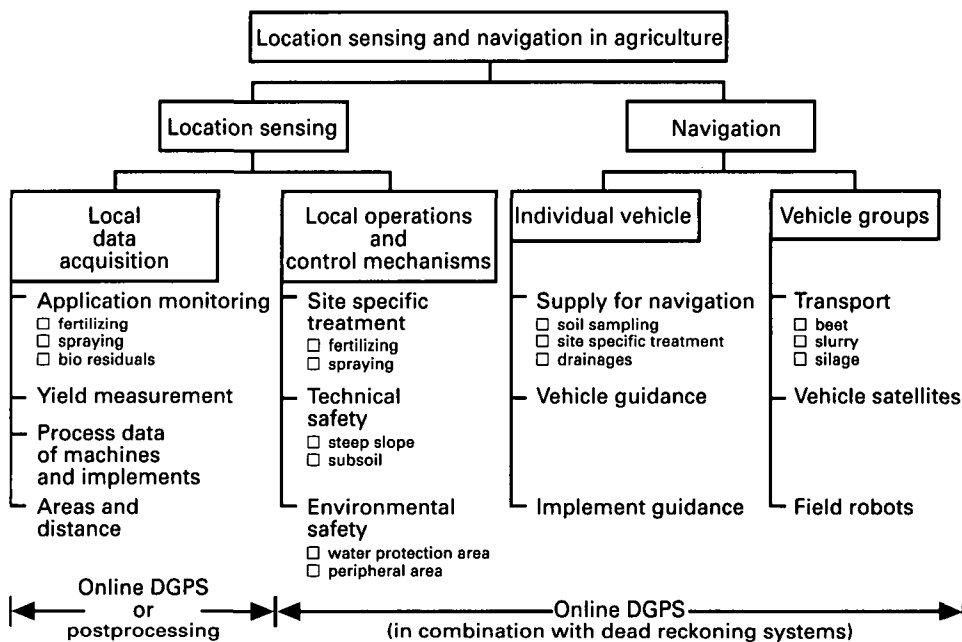 Location sensing and navigation in agriculture
Location sensing
Navigation
Local
data
acquisition
Local operations
and
control mechanisms
Individual vehicle
Vehicle groups
Application monitoring
☐ fertilizing
☐ spraying
☐ bio residuals
Yield measurement
Process data
of machines
and implements
Areas and
distance
Site specific
treatment
☐ fertilizing
☐ spraying
Technical
safety
☐ steep slope
☐ subsoil
Environmental
safety
☐ water protection area
☐ peripheral area
Supply for navigation
☐ soil sampling
☐ site specific treatment
☐ drainages
Vehicle guidance
Implement guidance
Transport
☐ beet
☐ slurry
☐ silage
Vehicle satellites
Field robots
Online DGPS
or
postprocessing
Online DGPS
(in combination with dead reckoning systems)